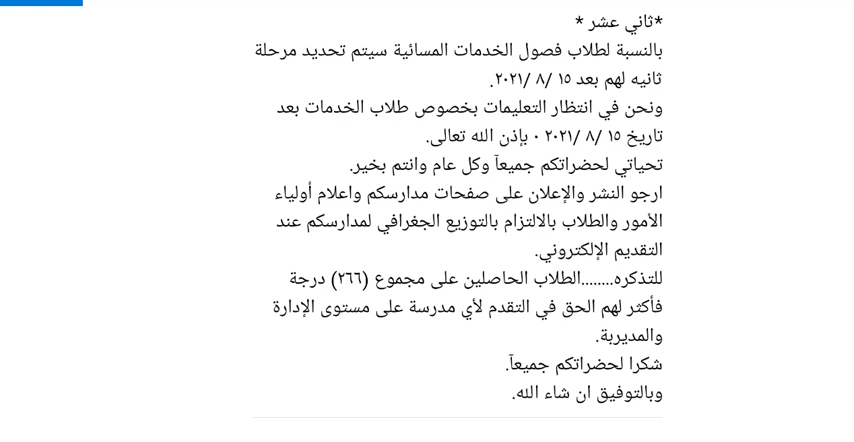 *ثاني عشر *
بالنسبة لطلاب فصول الخدمات المسائية سيتم تحديد مرحلة
ثانيه لهم بعد ١٥ /٨ /٢٠٢١.
ونحن في انتظار التعليمات بخصوص طلاب الخدمات بعد
تاريخ ١٥ /٨ /٢٠٢١ ٠ بإذن الله تعالى.
تحياتي لحضراتكم جميعآ وكل عام وانتم بخير.
ارجو النشر والإعلان على صفحات مدارسكم واعلام أولياء
الأمور والطلاب بالالتزام بالتوزيع الجغرافي لمدارسكم عند
التقديم الإلكتروني.
للتذكره........الطلاب الحاصلين على مجموع (٢٦٦) درجة
فأكثر لهم الحق في التقدم لأي مدرسة على مستوى الإدارة
والمديرية.
شكرا لحضراتكم جميعآ.
وبالتوفيق ان شاء الله.